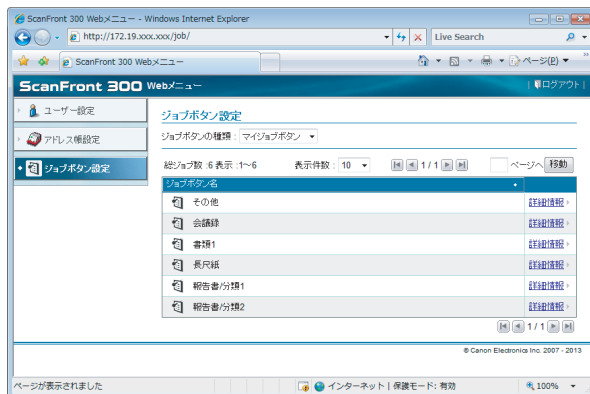 ScanFront 300 Webメニュー - Windows Internet Explorer
http://172.19.xxx.xxx/job/
Live Search
ScanFront 300 Webメニュー
ページ(P)
ScanFront 300 Webメニュー
ログアウト
ユーザー設定
アドレス帳設定
ジョブボタン設定
ジョブボタン設定
ジョブボタンの種類 : マイジョブボタン
総ジョブ数 :6 表示 :1~6 表示件数 : 10 1 / 1 ページへ 移動
ジョブボタン名
その他 詳細情報
会議録 詳細情報
書類1 詳細情報
長尺紙 詳細情報
報告書/分類1 詳細情報
報告書/分類2 詳細情報
1 / 1
© Canon Electronics Inc. 2007 - 2013
ページが表示されました インターネット | 保護モード: 有効 100%